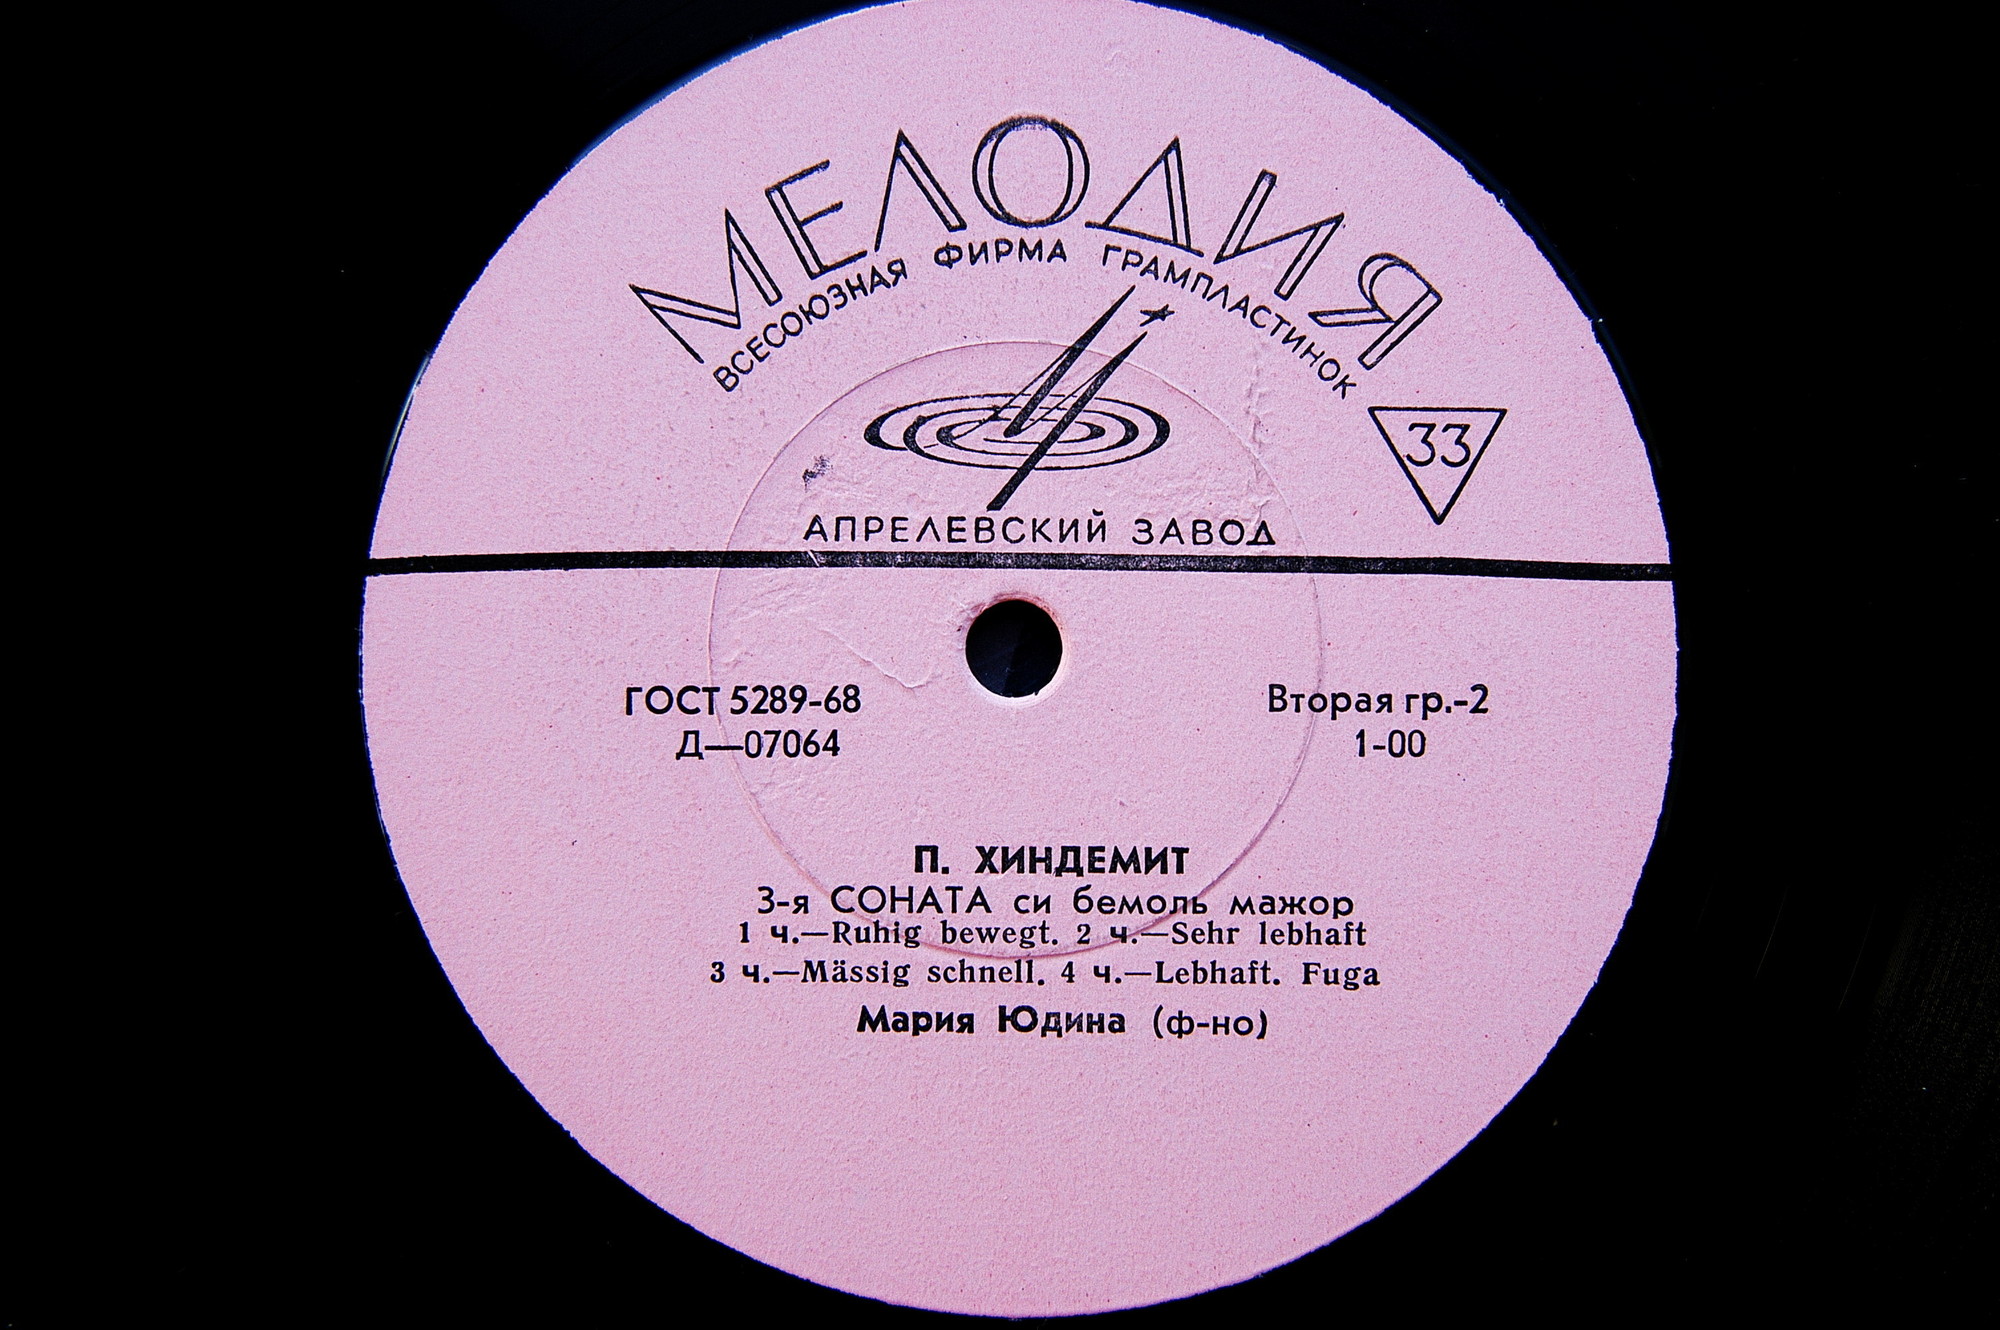 МЕЛОДИЯ
ВСЕСОЮЗНАЯ ФИРМА ГРАМПЛАСТИНОК
33
АПРЕЛЕВСКИЙ ЗАВОД
ГОСТ 5289-68 Вторая гр.-2
Д—07064 1-00
П. ХИНДЕМИТ
3-я СОНАТА си бемоль мажор
1 ч.—Ruhig bewegt. 2 ч.—Sehr lebhaft
3 ч.—Mässig schnell. 4 ч.—Lebhaft. Fuga
Мария Юдина (ф-но)